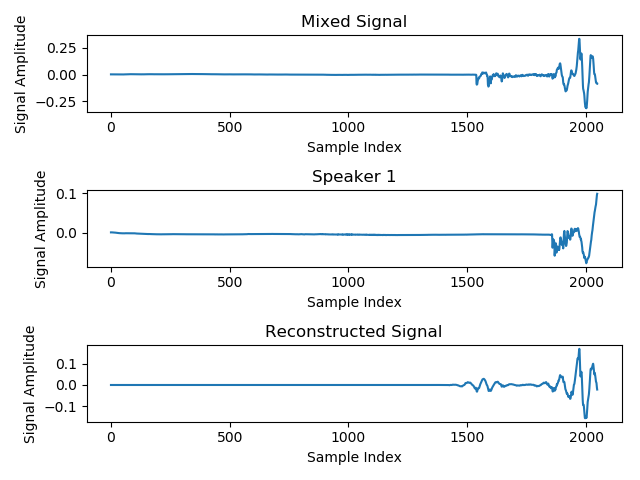 Mixed Signal
Signal Amplitude
0.25
0.00
−0.25
0 500 1000 1500 2000
Sample Index
Speaker 1
Signal Amplitude
0.1
0.0
0 500 1000 1500 2000
Sample Index
Reconstructed Signal
Signal Amplitude
0.1
0.0
−0.1
0 500 1000 1500 2000
Sample Index